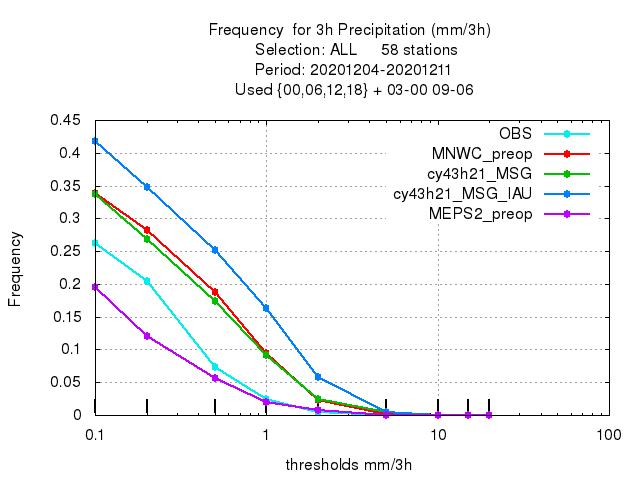 Frequency for 3h Precipitation (mm/3h)
Selection: ALL 58 stations
Period: 20201204-20201211
Used {00,06,12,18} + 03-00 09-06
0.45
0.4
0.35
0.3
0.25
0.2
0.15
0.1
0.05
0
Frequency
OBS
MNWC_preop
cy43h21_MSG
cy43h21_MSG_IAU
MEPS2_preop
0.1 1 10 100
thresholds mm/3h